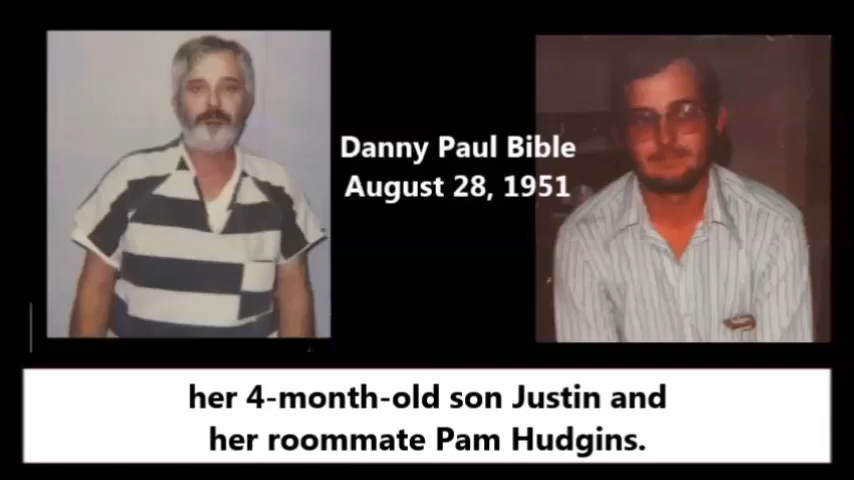 Danny Paul Bible
August 28, 1951
her 4-month-old son Justin and
her roommate Pam Hudgins.